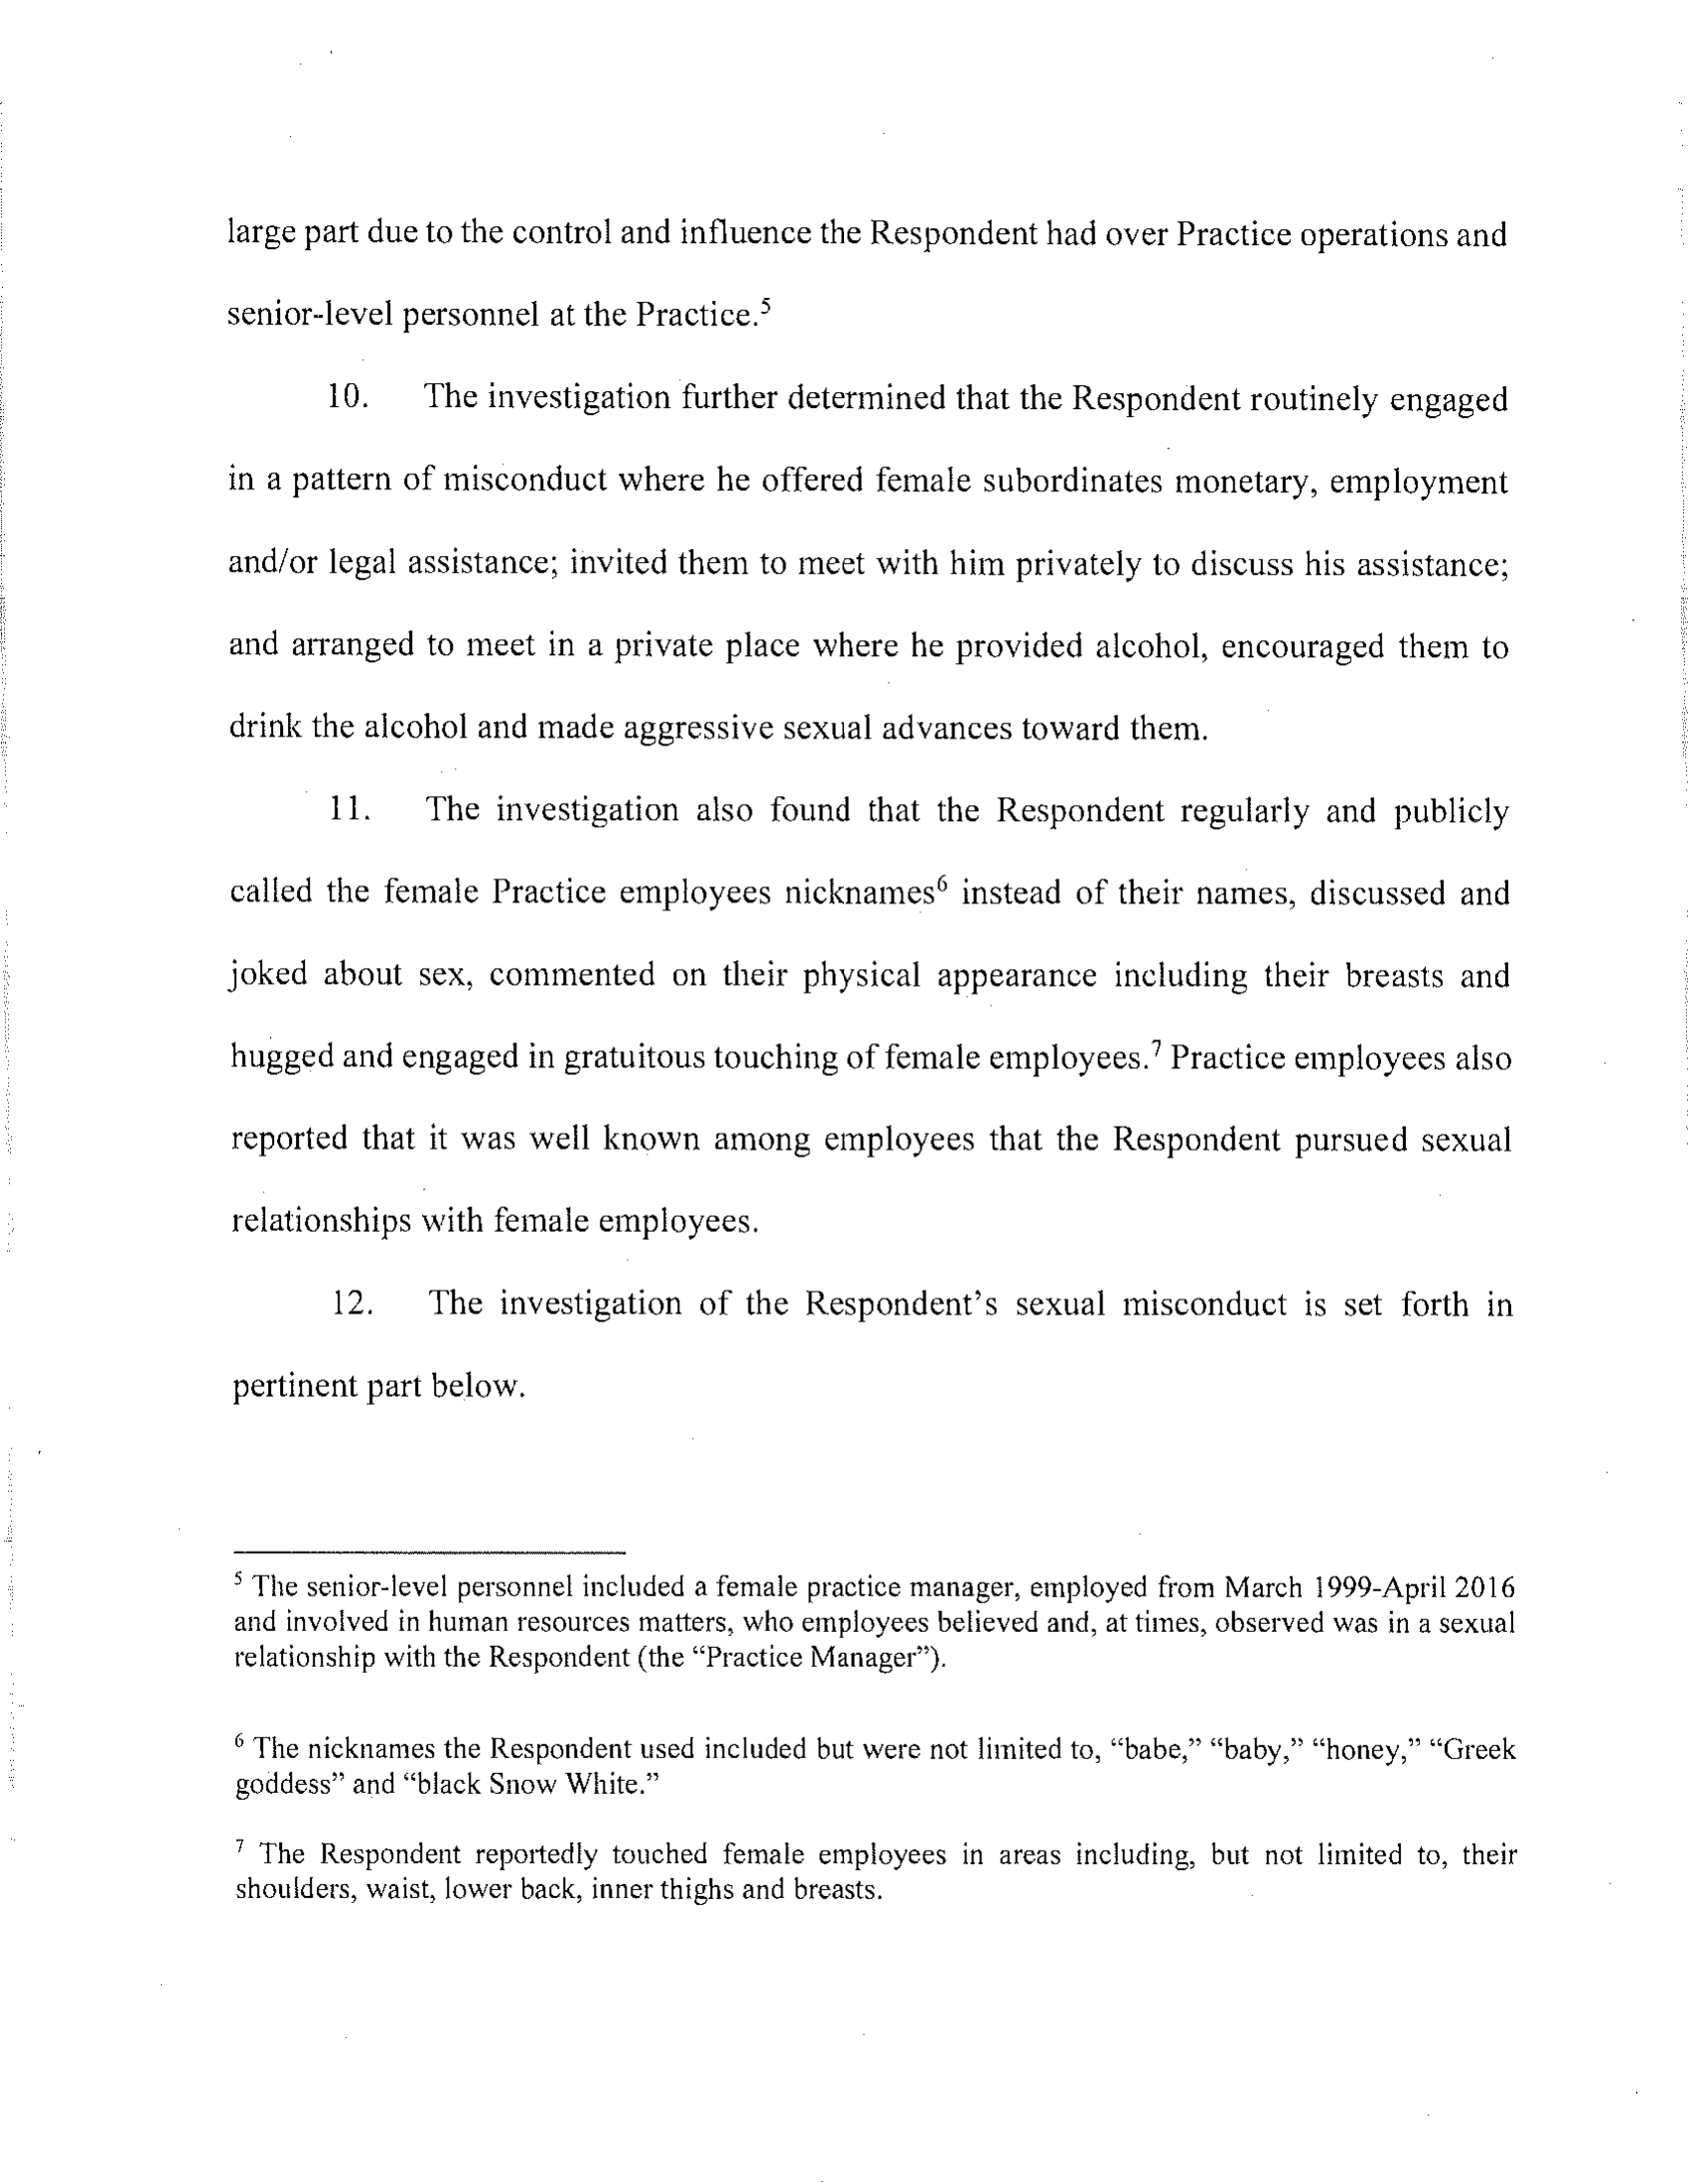 large part due to the control and influence the Respondent had over Practice operations and
senior-level personnel at the Practice.⁵
10. The investigation further determined that the Respondent routinely engaged
in a pattern of misconduct where he offered female subordinates monetary, employment
and/or legal assistance; invited them to meet with him privately to discuss his assistance;
and arranged to meet in a private place where he provided alcohol, encouraged them to
drink the alcohol and made aggressive sexual advances toward them.
11. The investigation also found that the Respondent regularly and publicly
called the female Practice employees nicknames⁶ instead of their names, discussed and
joked about sex, commented on their physical appearance including their breasts and
hugged and engaged in gratuitous touching of female employees.⁷ Practice employees also
reported that it was well known among employees that the Respondent pursued sexual
relationships with female employees.
12. The investigation of the Respondent's sexual misconduct is set forth in
pertinent part below.
⁵ The senior-level personnel included a female practice manager, employed from March 1999-April 2016
and involved in human resources matters, who employees believed and, at times, observed was in a sexual
relationship with the Respondent (the “Practice Manager”).
⁶ The nicknames the Respondent used included but were not limited to, “babe,” “baby,” “honey,” “Greek
goddess” and “black Snow White.”
⁷ The Respondent reportedly touched female employees in areas including, but not limited to, their
shoulders, waist, lower back, inner thighs and breasts.